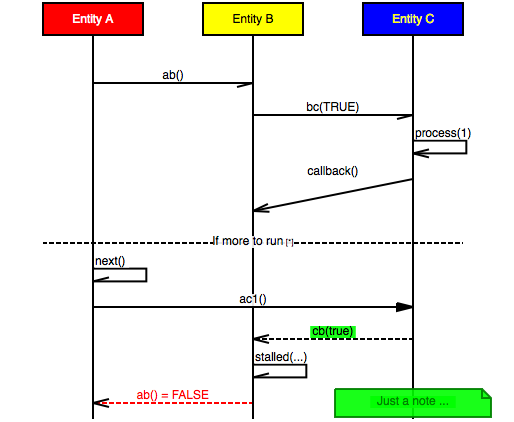 Entity A
Entity B
Entity C
ab()
bc(TRUE)
process(1)
callback()
If more to run [*]
next()
ac1()
cb(true)
stalled(...)
ab() = FALSE
Just a note ...